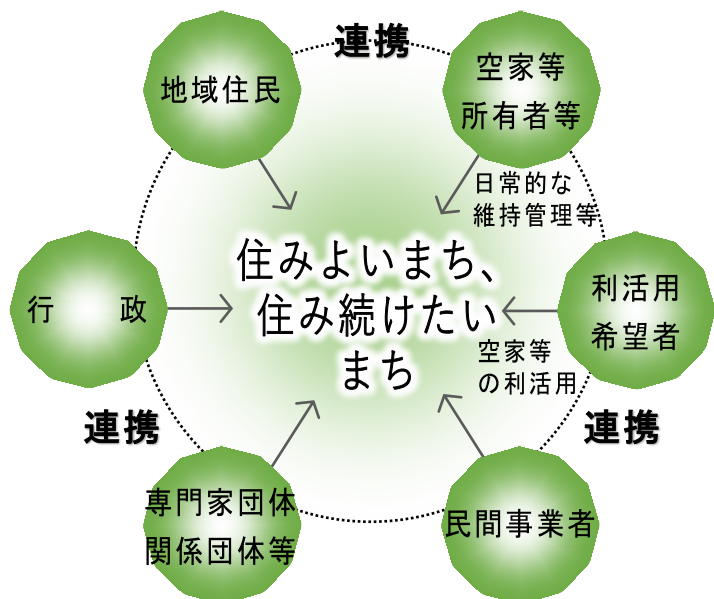 連携
地域住民
空家等
所有者等
日常的な
維持管理等
住みよいまち、
住み続けたい
まち
行　　政
利活用
希望者
空家等
の利活用
連携
連携
専門家団体
関係団体等
民間事業者